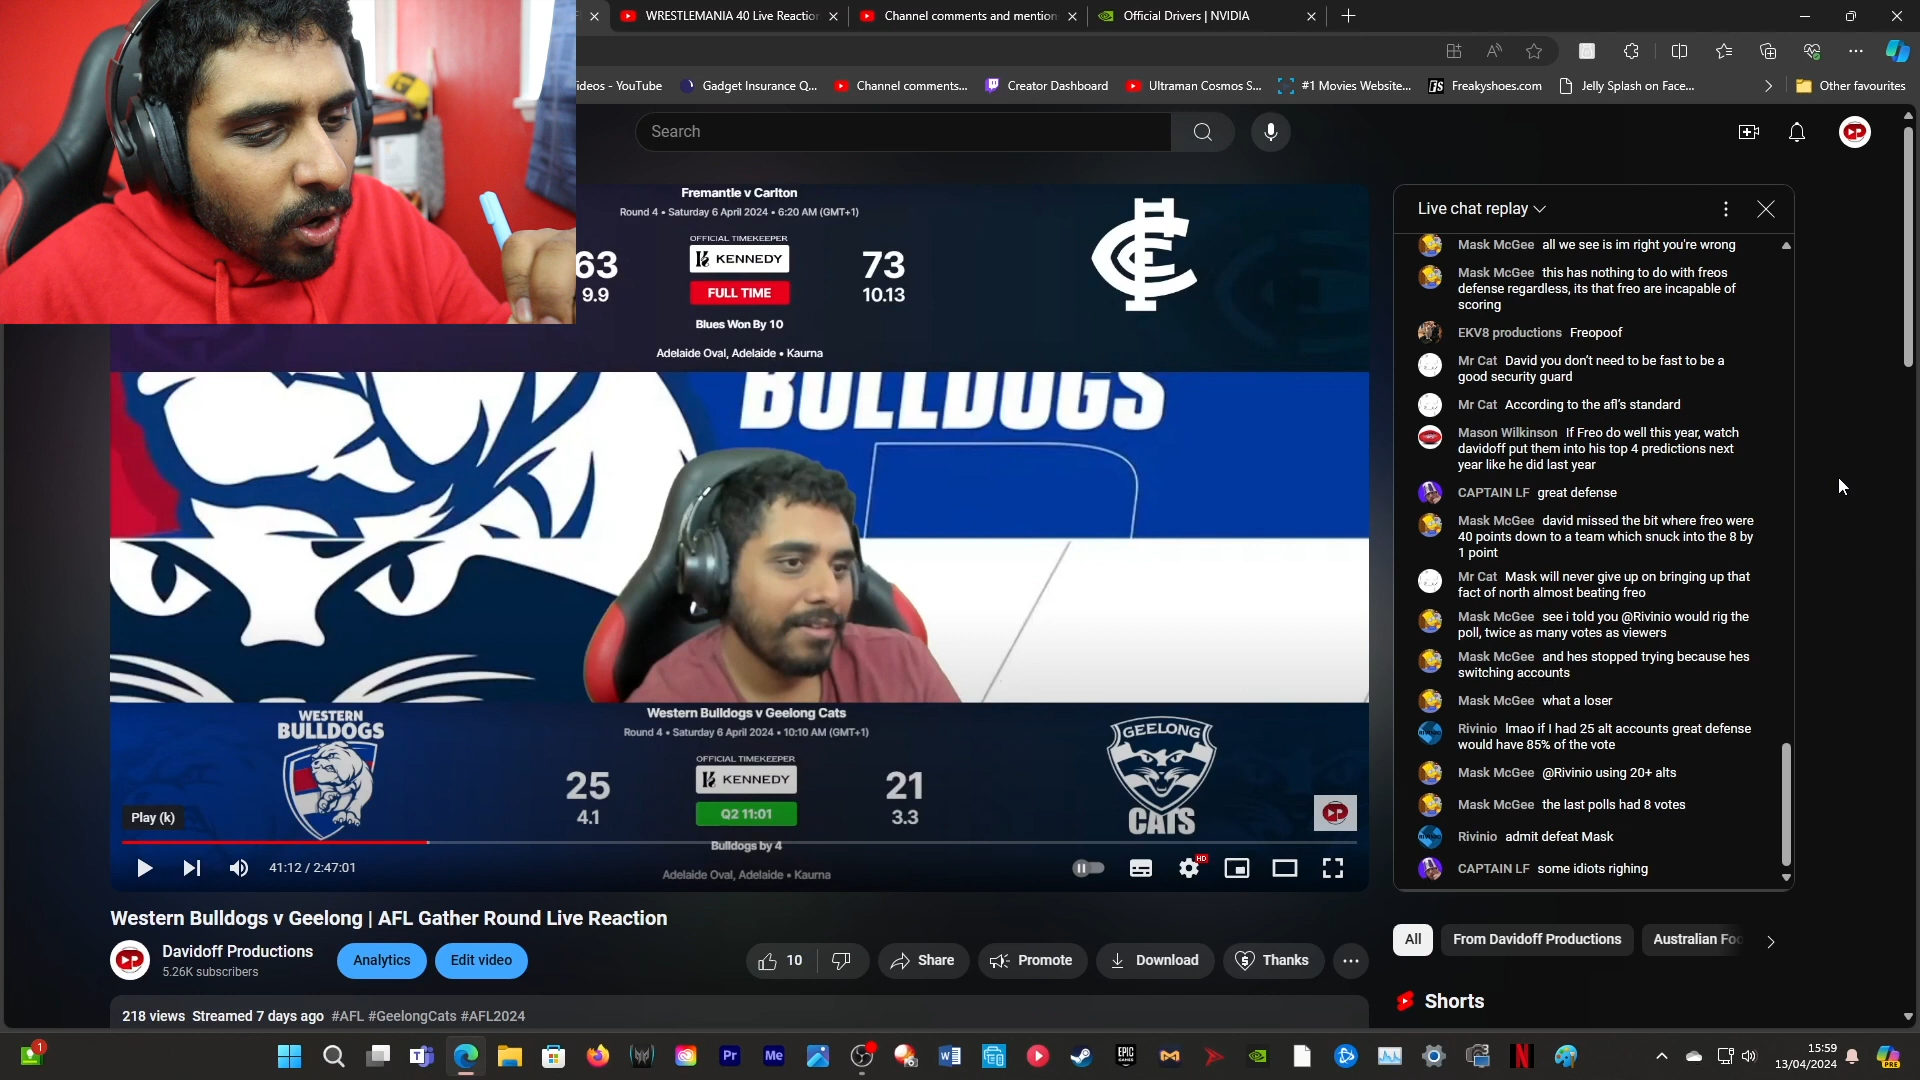 WRESTLEMANIA 40 Live Reaction
Channel comments and mention
Official Drivers | NVIDIA
ideos - YouTube
Gadget Insurance Q...
Channel comments...
Creator Dashboard
Ultraman Cosmos S...
#1 Movies Website...
Freakyshoes.com
Jelly Splash on Face...
Other favourites
Search
Fremantle v Carlton
Round 4 • Saturday 6 April 2024 • 6:20 AM (GMT+1)
OFFICIAL TIMEKEEPER
KENNEDY
63
9.9
73
10.13
FULL TIME
Blues Won By 10
Adelaide Oval, Adelaide • Kaurna
BULLDOGS
Western Bulldogs v Geelong Cats
Round 4 • Saturday 6 April 2024 • 10:10 AM (GMT+1)
WESTERN
BULLDOGS
OFFICIAL TIMEKEEPER
KENNEDY
25
4.1
21
3.3
Q2 11:01
GEELONG
CATS
Bulldogs by 4
Adelaide Oval, Adelaide • Kaurna
Play (k)
41:12 / 2:47:01
HD
Live chat replay
Mask McGee all we see is im right you're wrong
Mask McGee this has nothing to do with freos
defense regardless, its that freo are incapable of
scoring
EKV8 productions Freopoof
Mr Cat David you don't need to be fast to be a
good security guard
Mr Cat According to the afl's standard
Mason Wilkinson If Freo do well this year, watch
davidoff put them into his top 4 predictions next
year like he did last year
CAPTAIN LF great defense
Mask McGee david missed the bit where freo were
40 points down to a team which snuck into the 8 by
1 point
Mr Cat Mask will never give up on bringing up that
fact of north almost beating freo
Mask McGee see i told you @Rivinio would rig the
poll, twice as many votes as viewers
Mask McGee and hes stopped trying because hes
switching accounts
Mask McGee what a loser
Rivinio lmao if I had 25 alt accounts great defense
would have 85% of the vote
Mask McGee @Rivinio using 20+ alts
Mask McGee the last polls had 8 votes
Rivinio admit defeat Mask
CAPTAIN LF some idiots righing
Western Bulldogs v Geelong | AFL Gather Round Live Reaction
Davidoff Productions
5.26K subscribers
Analytics
Edit video
10
Share
Promote
Download
Thanks
218 views Streamed 7 days ago #AFL #GeelongCats #AFL2024
All
From Davidoff Productions
Australian Foo
Shorts
1
Pr
Me
EPIC
GAMES
15:59
13/04/2024
PRE